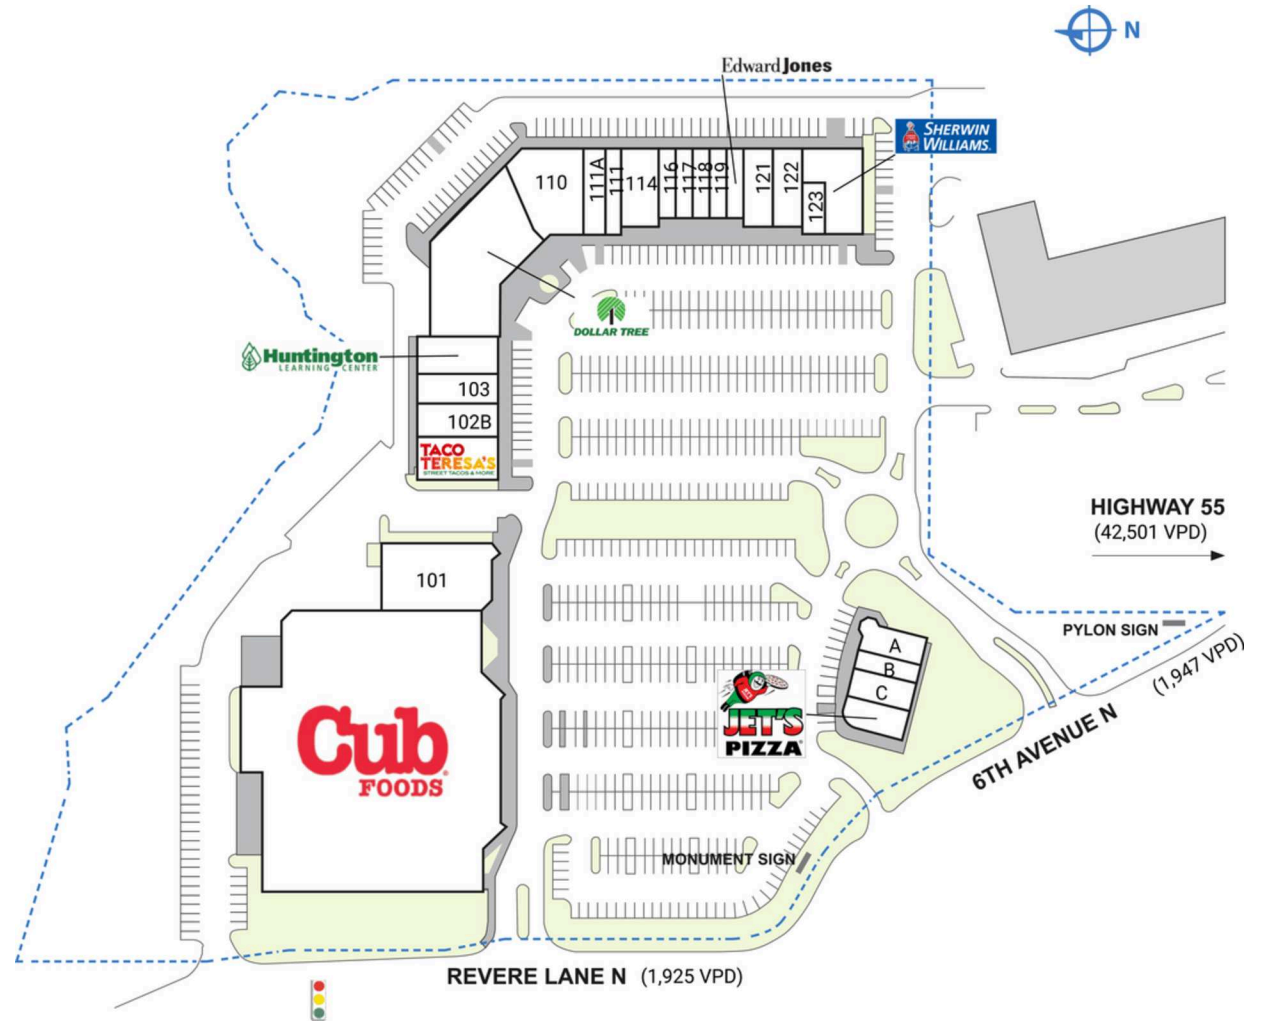 N
Edward Jones
SHERWIN
WILLIAMS.
110
111A
111
114
116
117
118
119
121
122
123
DOLLAR TREE
Huntington
LEARNING CENTER
103
102B
TACO
TERESA'S
STREET TACOS & MORE
HIGHWAY 55
(42,501 VPD)
101
PYLON SIGN
(1,947 VPD)
A
B
C
JET'S
PIZZA
6TH AVENUE N
Cub
FOODS
MONUMENT SIGN
REVERE LANE N (1,925 VPD)